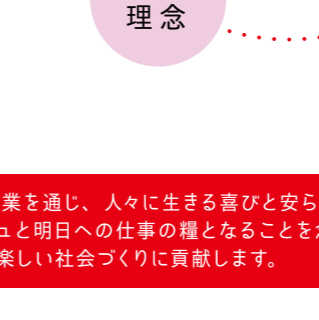 理念
業を通じ、人々に生きる喜びと安ら
ュと明日への仕事の糧となることを
楽しい社会づくりに貢献します。